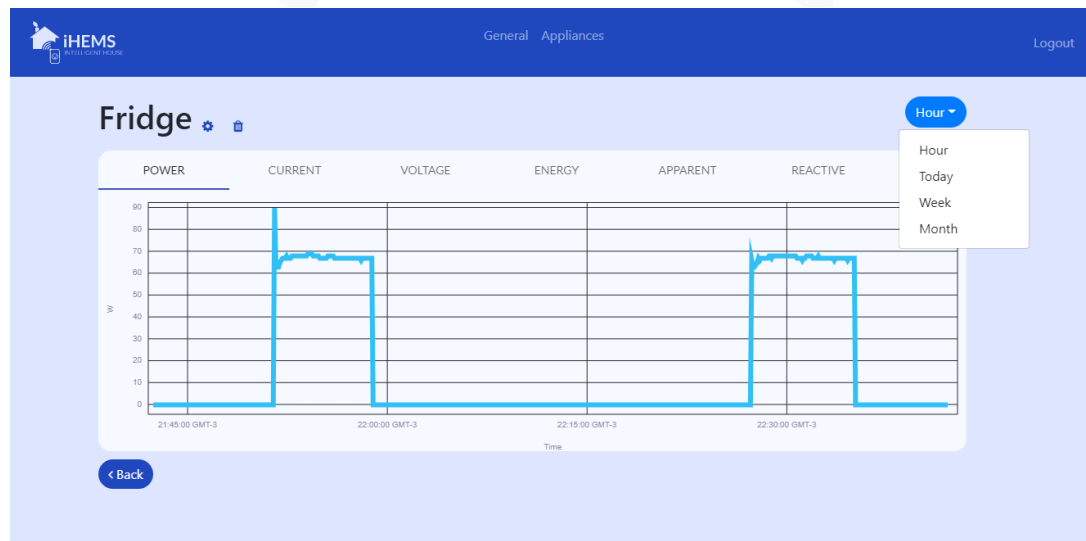 iHEMS
INTELLIGENT HOUSE
General Appliances
Logout
Fridge
Hour
Hour
Today
Week
Month
POWER CURRENT VOLTAGE ENERGY APPARENT REACTIVE
90
80
70
60
50
40
30
20
10
0
W
21:45:00 GMT-3 22:00:00 GMT-3 22:15:00 GMT-3 22:30:00 GMT-3
Time
< Back